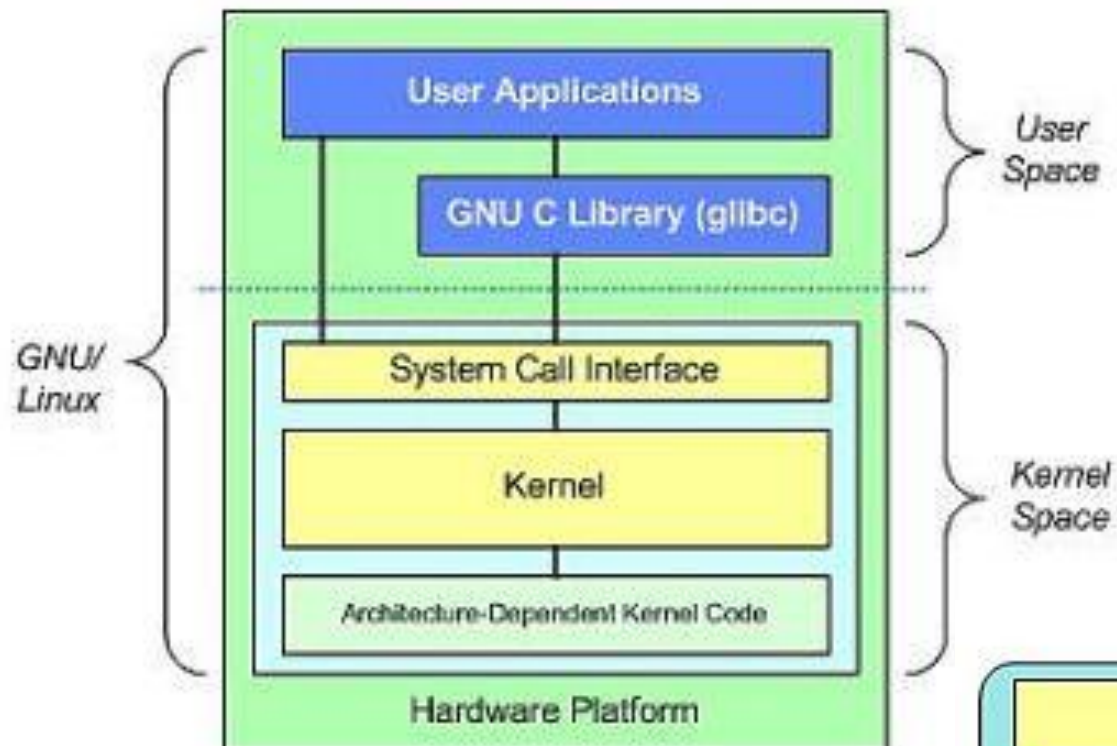 User Applications
User
Space
GNU C Library (glibc)
GNU/
Linux
System Call Interface
Kernel
Kernel
Space
Architecture-Dependent Kernel Code
Hardware Platform